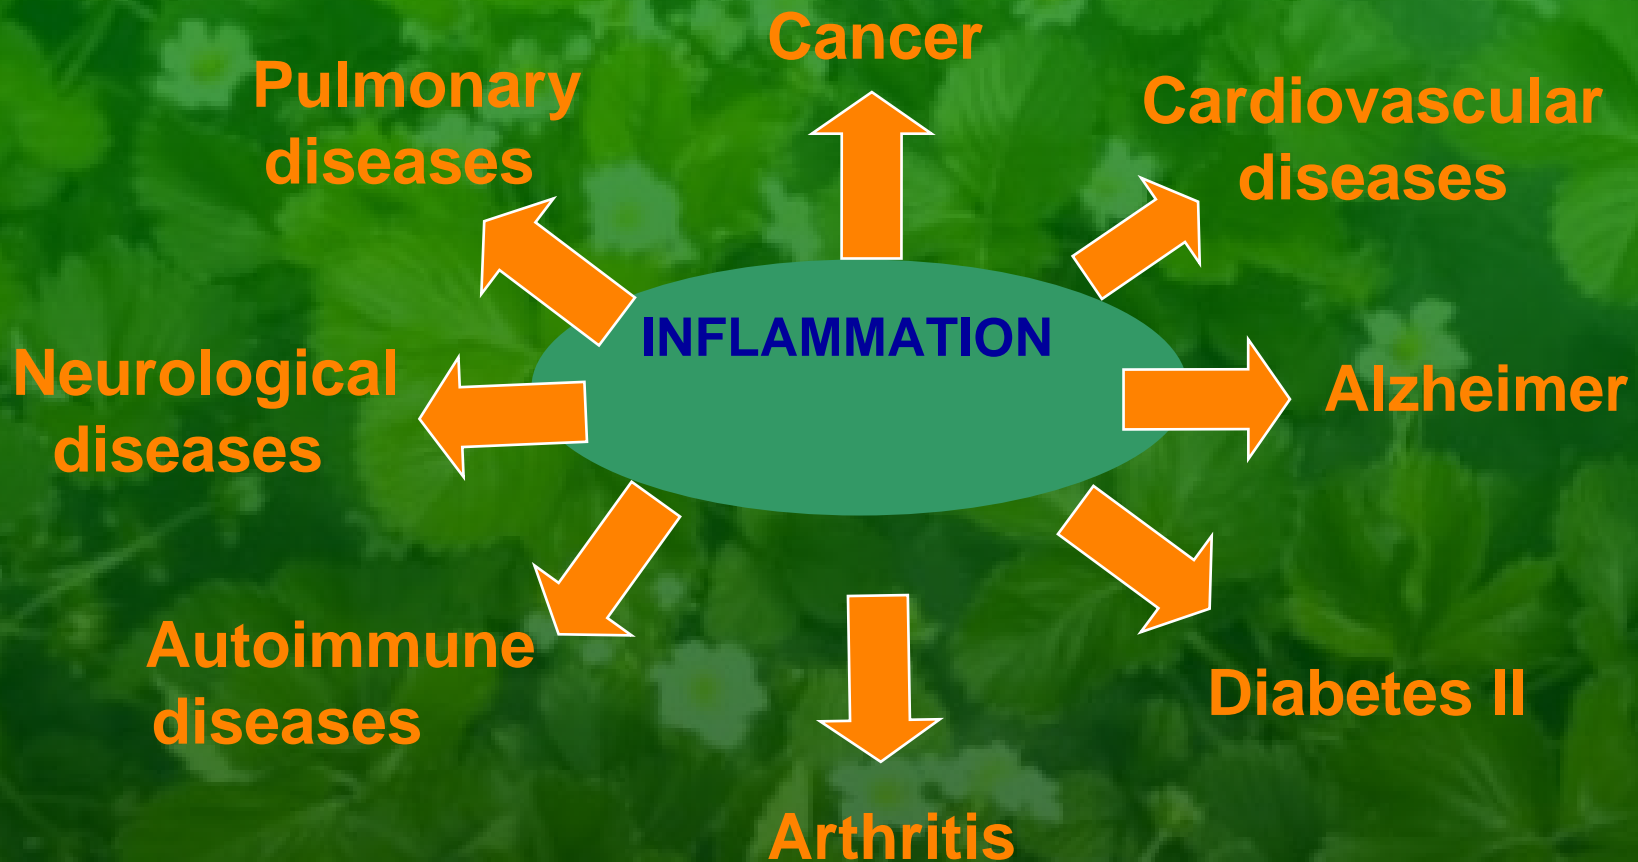 Cancer
Pulmonary
diseases
Cardiovascular
diseases
INFLAMMATION
Neurological
diseases
Alzheimer
Autoimmune
diseases
Diabetes II
Arthritis